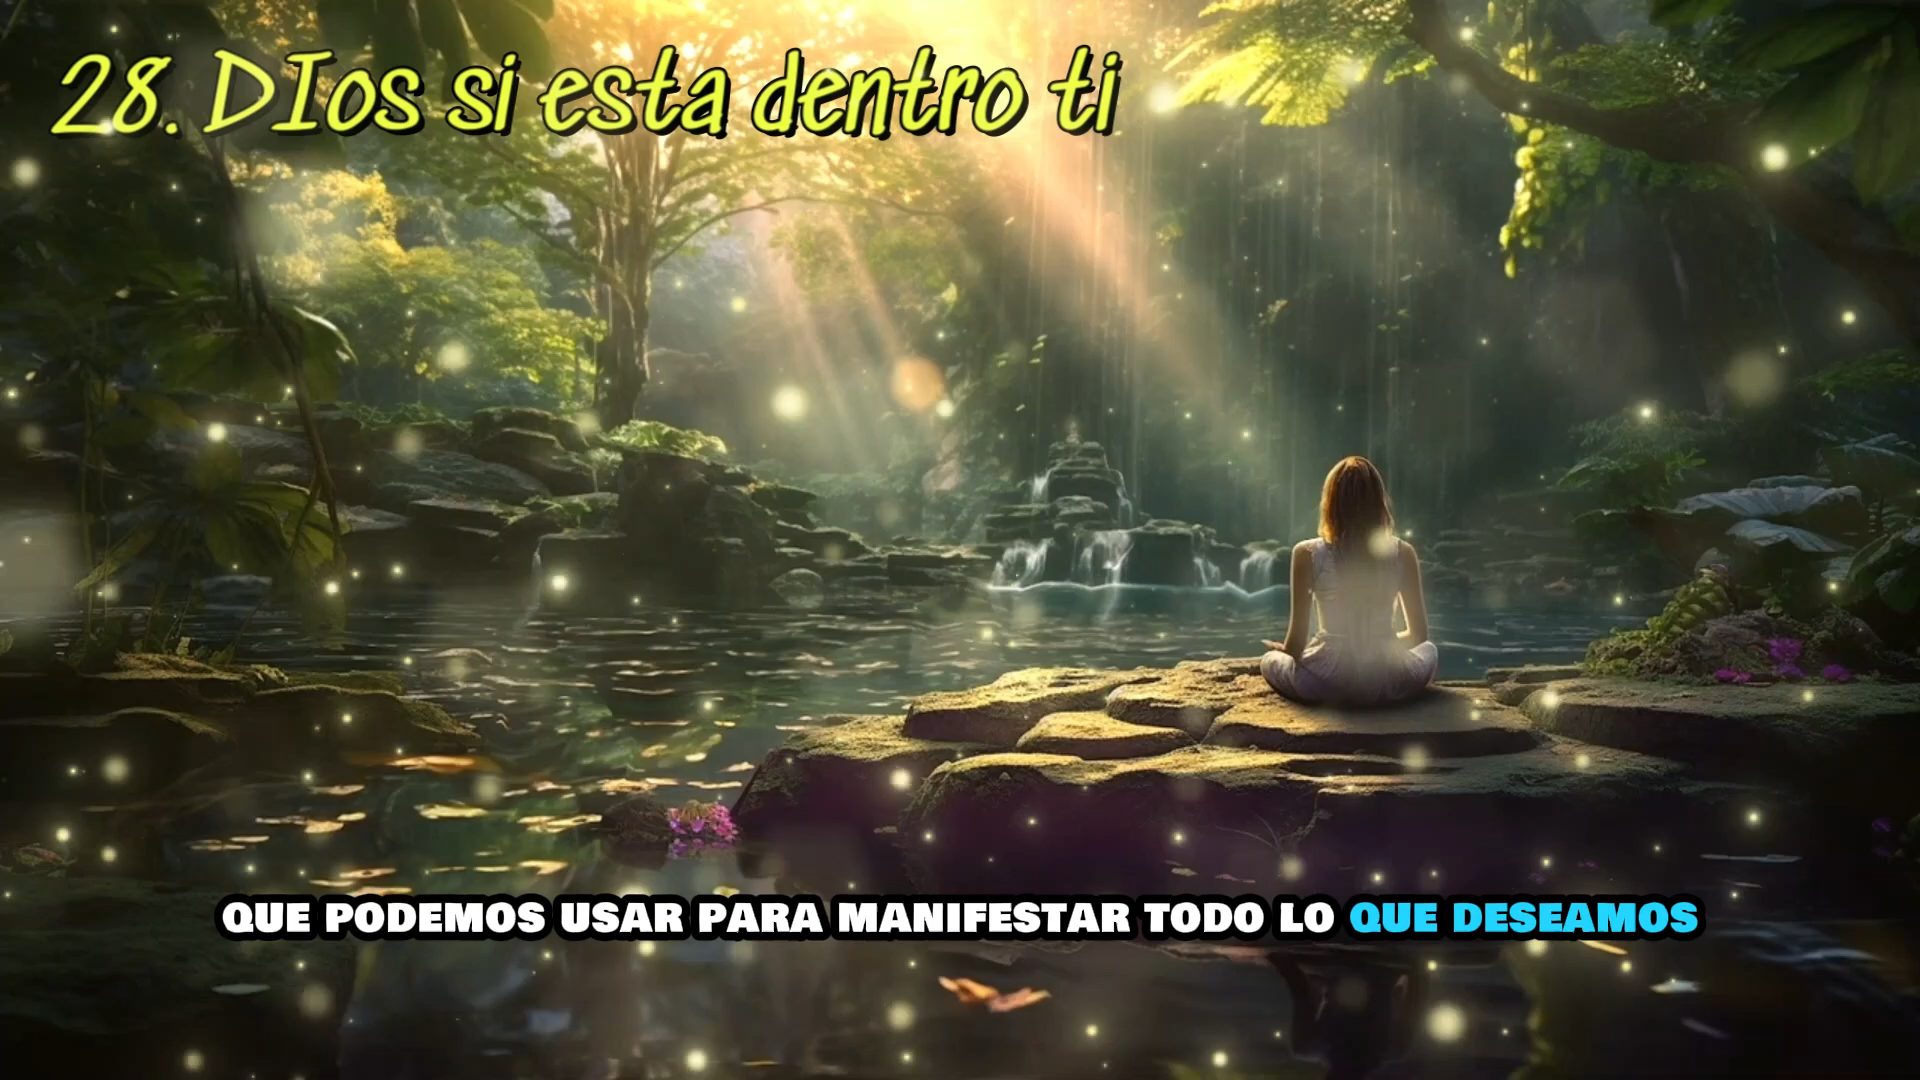 28. DIos si esta dentro ti
QUE PODEMOS USAR PARA MANIFESTAR TODO LO QUE DESEAMOS